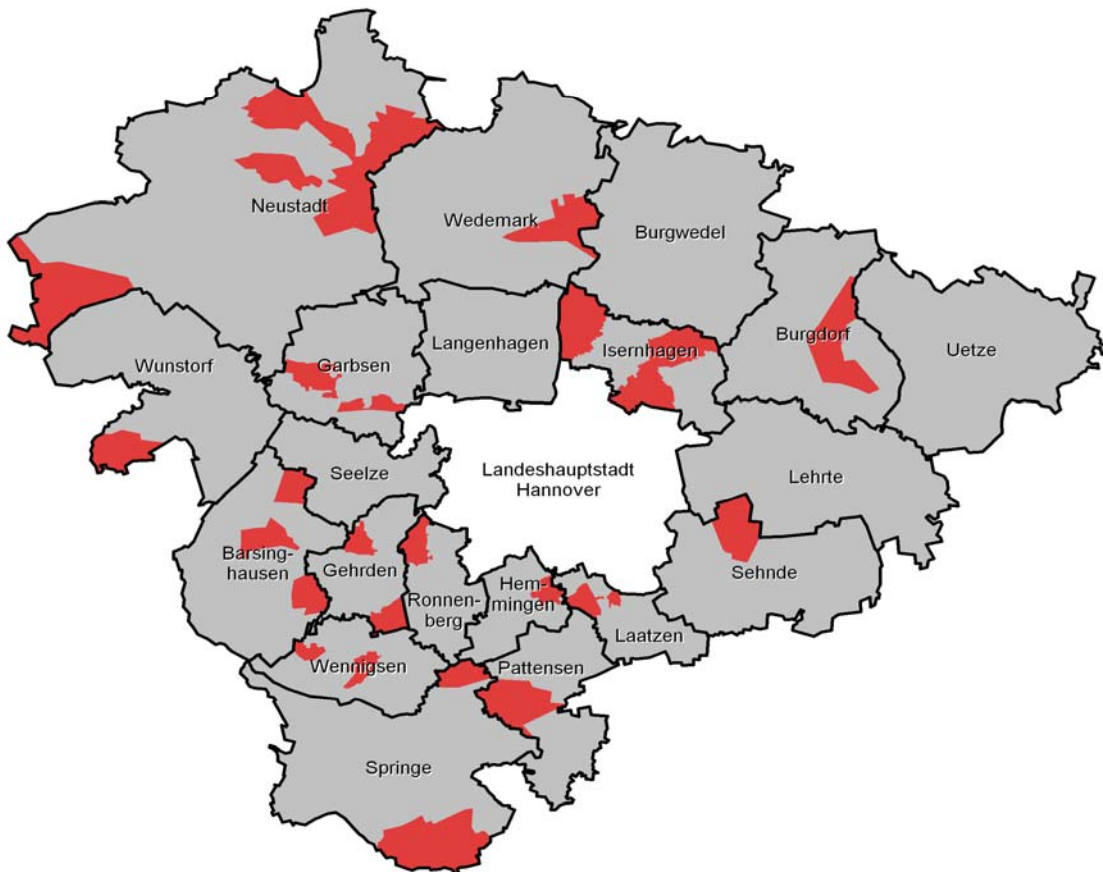 Neustadt
Wedemark
Burgwedel
Burgdorf
Langenhagen
Isernhagen
Uetze
Wunstorf
Garbsen
Seelze
Landeshauptstadt
Hannover
Lehrte
Barsing-
hausen
Gehrden
Ronnen-
berg
Hem-
mingen
Sehnde
Laatzen
Wennigsen
Pattensen
Springe